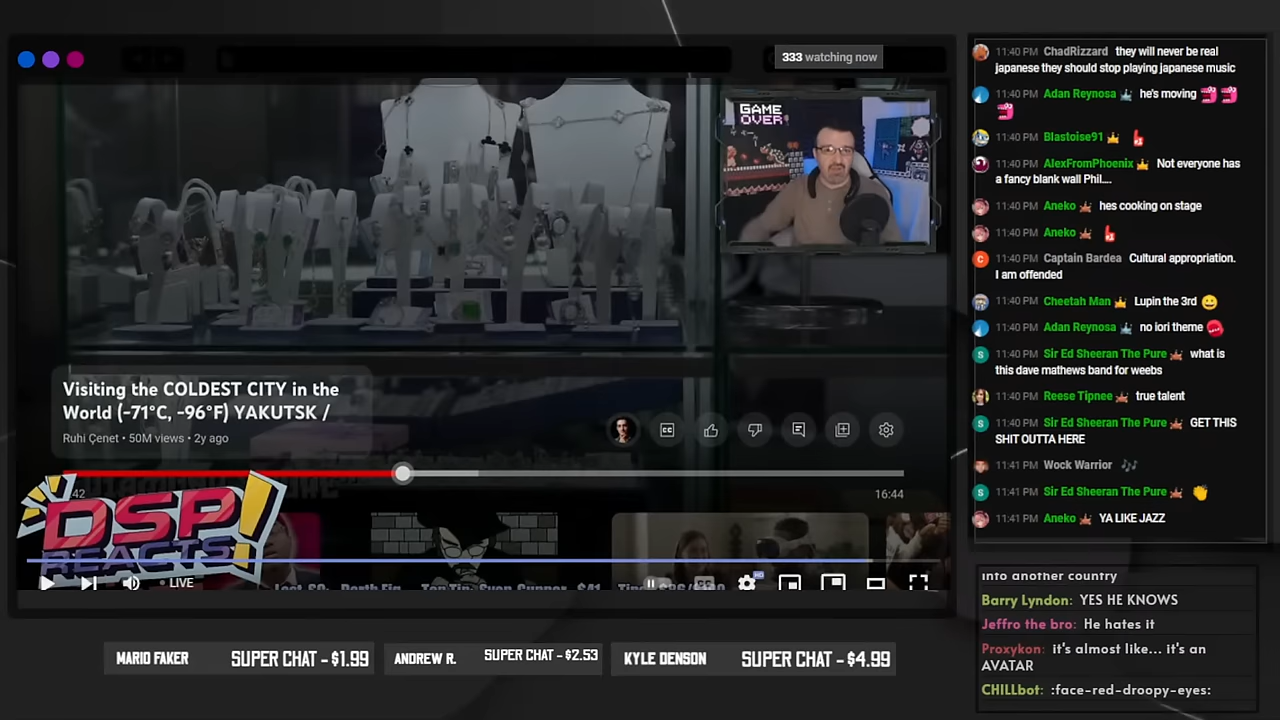 333 watching now
GAME
OVER
Visiting the COLDEST CITY in the
World (-71°C, -96°F) YAKUTSK /
Ruhi Çenet • 50M views • 2y ago
CC
42
16:44
DSP
REACTS!
LIVE
HD
MARIO FAKER SUPER CHAT - $1.99
ANDREW R. SUPER CHAT - $2.53
KYLE DENSON SUPER CHAT - $4.99
11:40 PM ChadRizzard they will never be real
japanese they should stop playing japanese music
11:40 PM Adan Reynosa he's moving
11:40 PM Blastoise91
11:40 PM AlexFromPhoenix Not everyone has
a fancy blank wall Phil....
11:40 PM Aneko hes cooking on stage
11:40 PM Aneko
11:40 PM Captain Bardea Cultural appropriation.
I am offended
11:40 PM Cheetah Man Lupin the 3rd 😄
11:40 PM Adan Reynosa no iori theme
11:40 PM Sir Ed Sheeran The Pure what is
this dave mathews band for weebs
11:40 PM Reese Tipnee true talent
11:40 PM Sir Ed Sheeran The Pure GET THIS
SHIT OUTTA HERE
11:41 PM Wock Warrior 🎶
11:41 PM Sir Ed Sheeran The Pure 👏
11:41 PM Aneko YA LIKE JAZZ
into another country
Barry Lyndon: YES HE KNOWS
Jeffro the bro: He hates it
Proxykon: it's almost like... it's an
AVATAR
CHILLbot: :face-red-droopy-eyes: